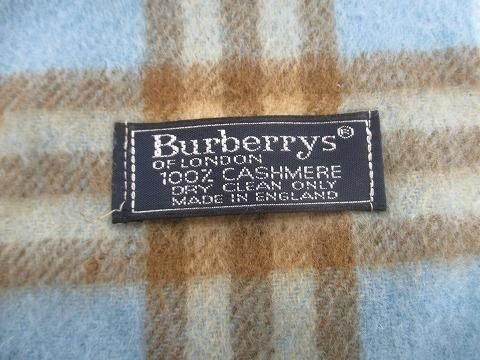 Burberrys®
OF LONDON
100% CASHMERE
DRY CLEAN ONLY
MADE IN ENGLAND